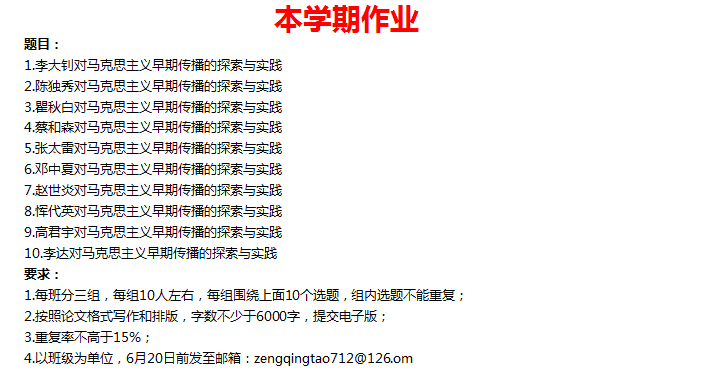 本学期作业
题目：
1.李大钊对马克思主义早期传播的探索与实践
2.陈独秀对马克思主义早期传播的探索与实践
3.瞿秋白对马克思主义早期传播的探索与实践
4.蔡和森对马克思主义早期传播的探索与实践
5.张太雷对马克思主义早期传播的探索与实践
6.邓中夏对马克思主义早期传播的探索与实践
7.赵世炎对马克思主义早期传播的探索与实践
8.恽代英对马克思主义早期传播的探索与实践
9.高君宇对马克思主义早期传播的探索与实践
10.李达对马克思主义早期传播的探索与实践
要求：
1.每班分三组，每组10人左右，每组围绕上面10个选题，组内选题不能重复；
2.按照论文格式写作和排版，字数不少于6000字，提交电子版；
3.重复率不高于15%；
4.以班级为单位，6月20日前发至邮箱：zengqingtao712@126.om